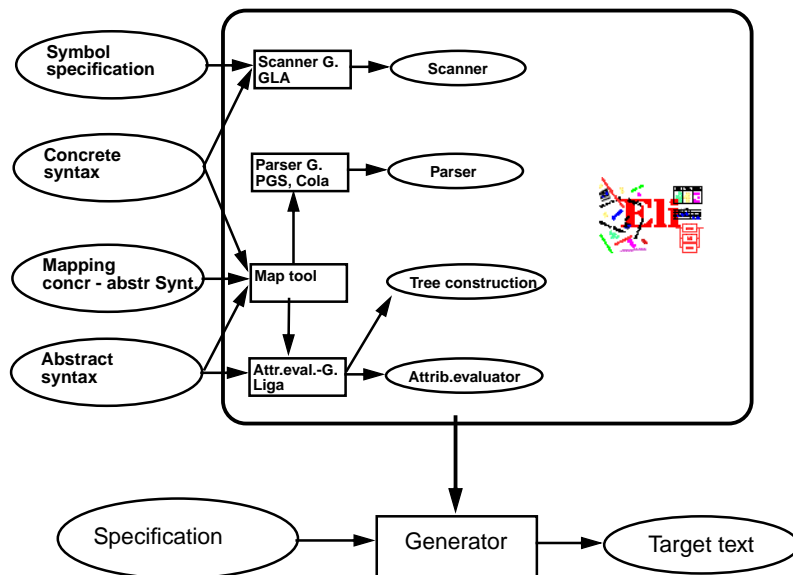 Symbol
specification
Scanner G.
GLA
Scanner
Concrete
syntax
Parser G.
PGS, Cola
Parser
Eli
Mapping
concr - abstr Synt.
Map tool
Tree construction
Abstract
syntax
Attr.eval.-G.
Liga
Attrib.evaluator
Specification
Generator
Target text